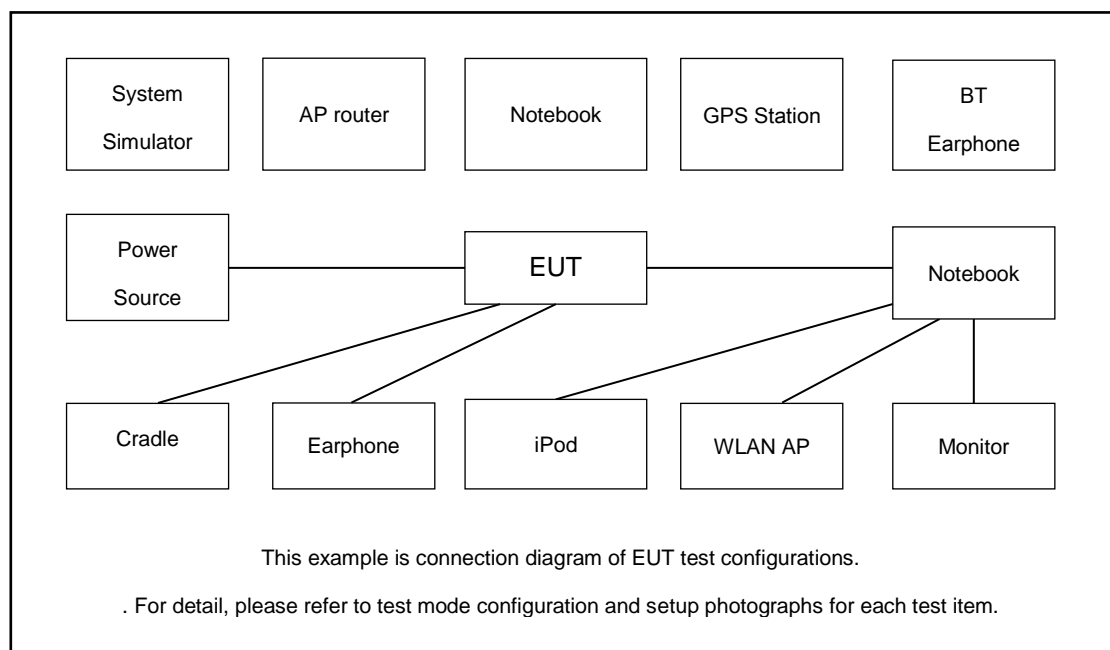 System
Simulator
AP router
Notebook
GPS Station
BT
Earphone
Power
Source
EUT
Notebook
Cradle
Earphone
iPod
WLAN AP
Monitor
This example is connection diagram of EUT test configurations.
. For detail, please refer to test mode configuration and setup photographs for each test item.